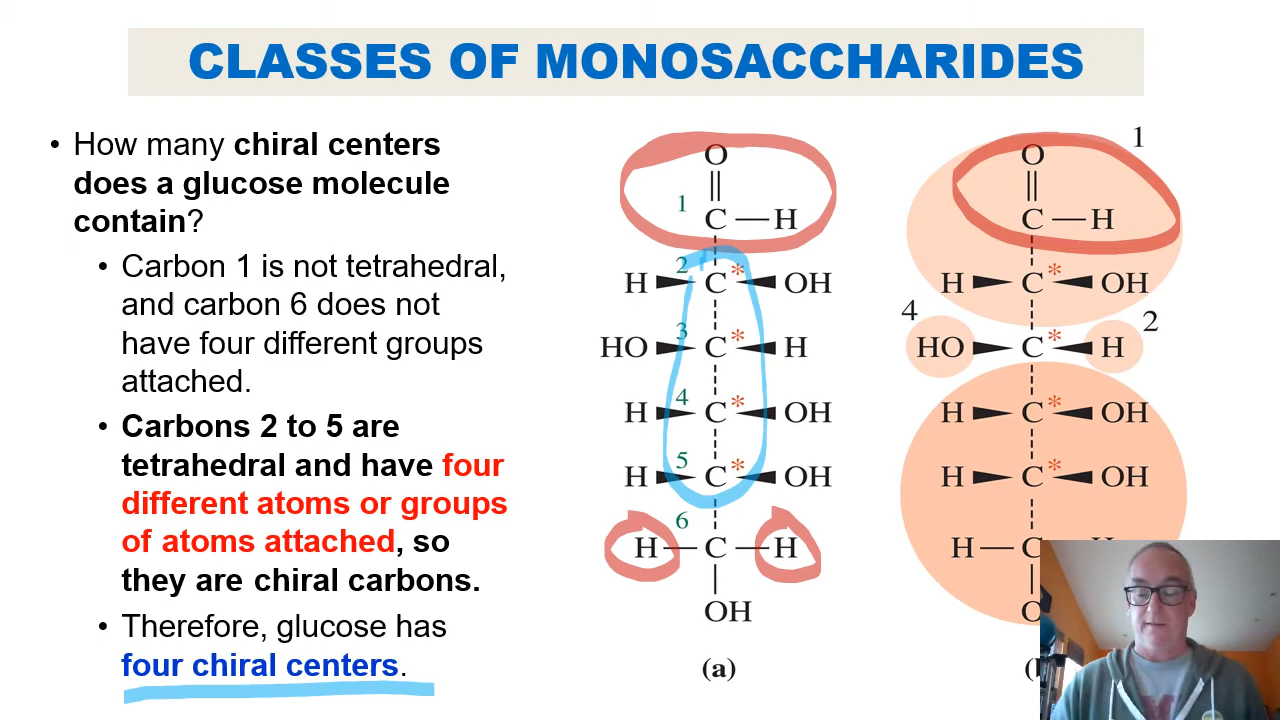 CLASSES OF MONOSACCHARIDES
• How many chiral centers
does a glucose molecule
contain?
• Carbon 1 is not tetrahedral,
and carbon 6 does not
have four different groups
attached.
• Carbons 2 to 5 are
tetrahedral and have four
different atoms or groups
of atoms attached, so
they are chiral carbons.
• Therefore, glucose has
four chiral centers.
O
1 C H
2
H C * OH
3
HO C * H
4
H C * OH
5
H C * OH
6
H C H
OH
(a)
1
O
C H
H C * OH
4 2
HO C * H
H C * OH
H C * OH
H C